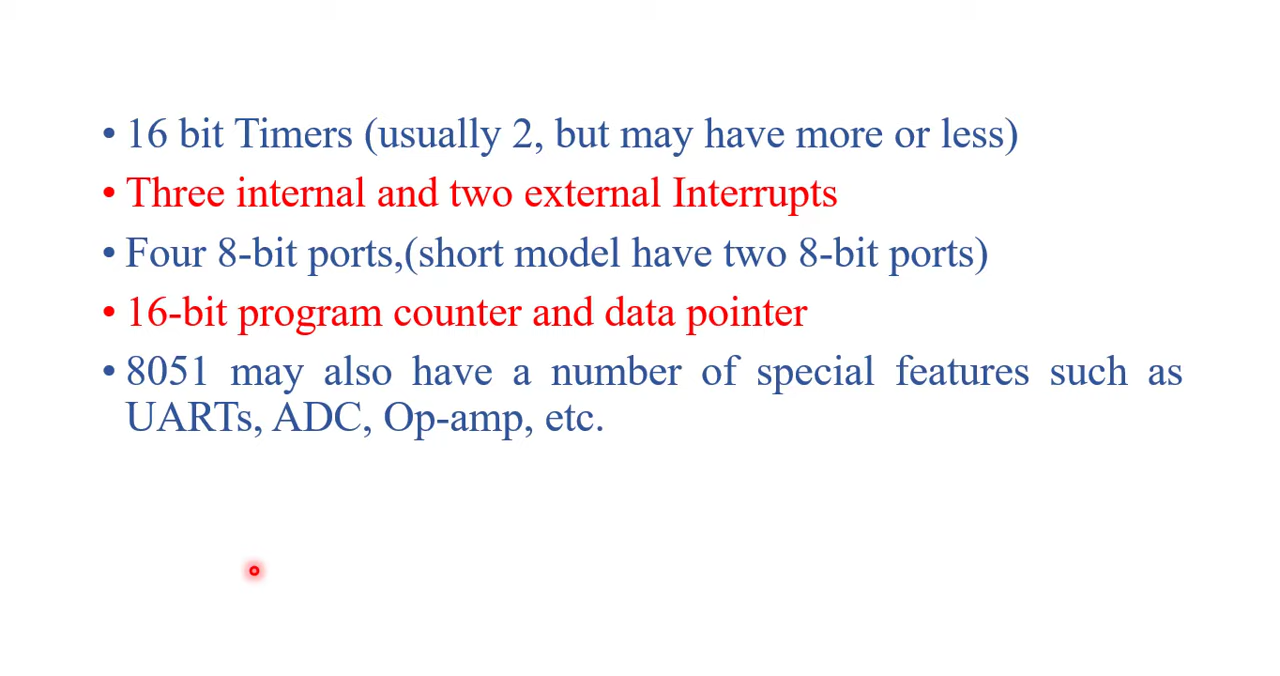 • 16 bit Timers (usually 2, but may have more or less)
• Three internal and two external Interrupts
• Four 8-bit ports,(short model have two 8-bit ports)
• 16-bit program counter and data pointer
• 8051 may also have a number of special features such as
UARTs, ADC, Op-amp, etc.